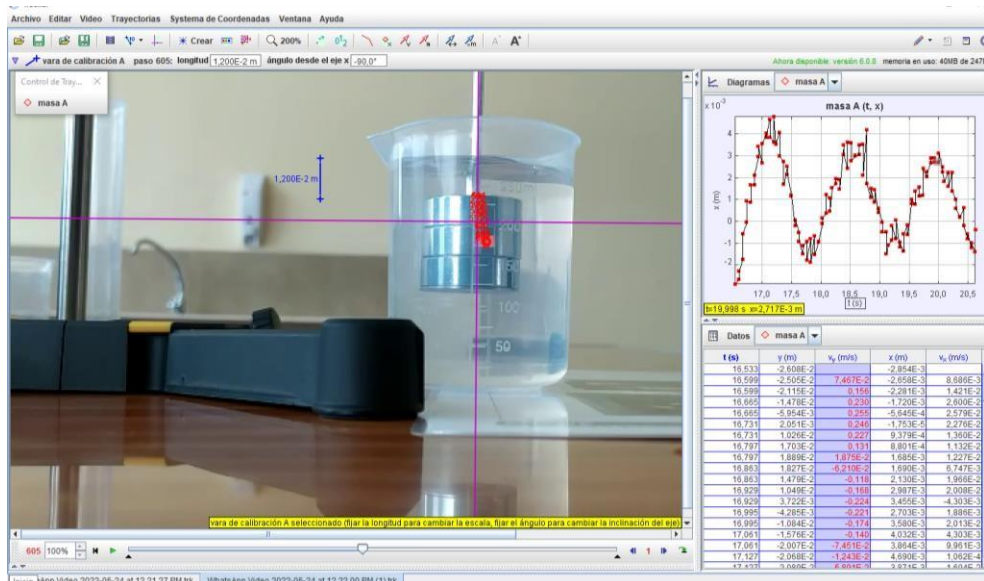 Archivo Editar Video Trayectorias Systema de Coordenadas Ventana Ayuda
Crear 200%
vara de calibración A paso 605: longitud 1,200E-2 m ángulo desde el eje x -90,0°
Ahora disponible: versión 6.0.8 memoria en uso: 40MB de 247
Control de Tray... ×
masa A
1,200E-2 m
200
100
50
vara de calibración A seleccionado (fijar la longitud para cambiar la escala, fijar el ángulo para cambiar la inclinación del eje)
605 100% 1
Diagramas masa A
x10⁻³
masa A (t, x)
4
3
2
1
0
-1
-2
x (m)
17,0 17,5 18,0 18,5 19,0 19,5 20,0 20,5
t (s)
t=19,998 s x=2,717E-3 m
Datos masa A
t (s) y (m) vy (m/s) x (m) vx (m/s)
16,533 -2,608E-2 -2,854E-3
16,599 -2,505E-2 7,467E-2 -2,658E-3 8,686E-3
16,599 -2,115E-2 0,156 -2,281E-3 1,421E-2
16,665 -1,478E-2 0,230 -1,720E-3 2,600E-2
16,665 -5,954E-3 0,255 -5,645E-4 2,579E-2
16,731 2,051E-3 0,246 -1,753E-5 2,276E-2
16,731 1,026E-2 0,227 9,379E-4 1,360E-2
16,797 1,703E-2 0,131 8,801E-4 1,132E-2
16,797 1,889E-2 1,875E-2 1,685E-3 1,227E-2
16,863 1,827E-2 -6,210E-2 1,690E-3 6,747E-3
16,863 1,479E-2 -0,118 2,130E-3 1,966E-2
16,929 1,049E-2 -0,168 2,987E-3 2,008E-2
16,929 3,722E-3 -0,224 3,455E-3 -4,303E-3
16,995 -4,285E-3 -0,221 2,703E-3 1,886E-3
16,995 -1,084E-2 -0,174 3,580E-3 2,013E-2
17,061 -1,576E-2 -0,140 4,032E-3 4,303E-3
17,061 -2,007E-2 -7,451E-2 3,864E-3 9,961E-3
17,127 -2,068E-2 -1,243E-2 4,690E-3 1,062E-4